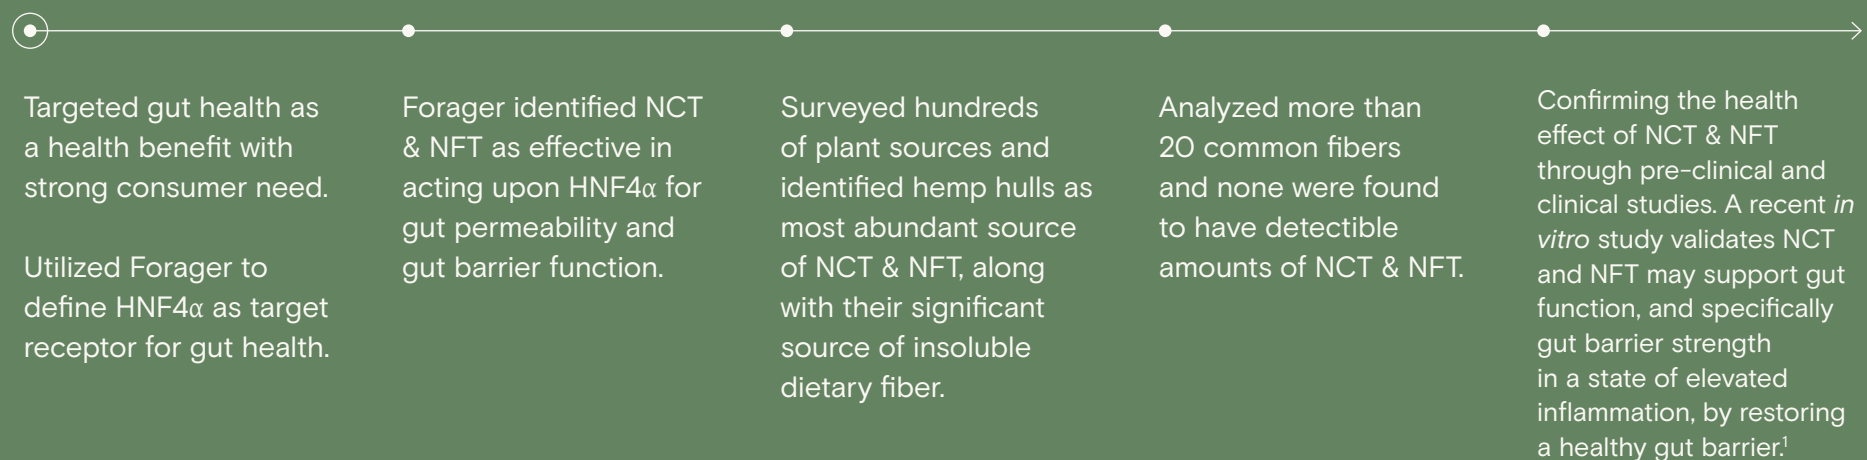 Targeted gut health as
a health benefit with
strong consumer need.
Utilized Forager to
define HNF4α as target
receptor for gut health.
Forager identified NCT
& NFT as effective in
acting upon HNF4α for
gut permeability and
gut barrier function.
Surveyed hundreds
of plant sources and
identified hemp hulls as
most abundant source
of NCT & NFT, along
with their significant
source of insoluble
dietary fiber.
Analyzed more than
20 common fibers
and none were found
to have detectible
amounts of NCT & NFT.
Confirming the health
effect of NCT & NFT
through pre-clinical and
clinical studies. A recent in
vitro study validates NCT
and NFT may support gut
function, and specifically
gut barrier strength
in a state of elevated
inflammation, by restoring
a healthy gut barrier.¹